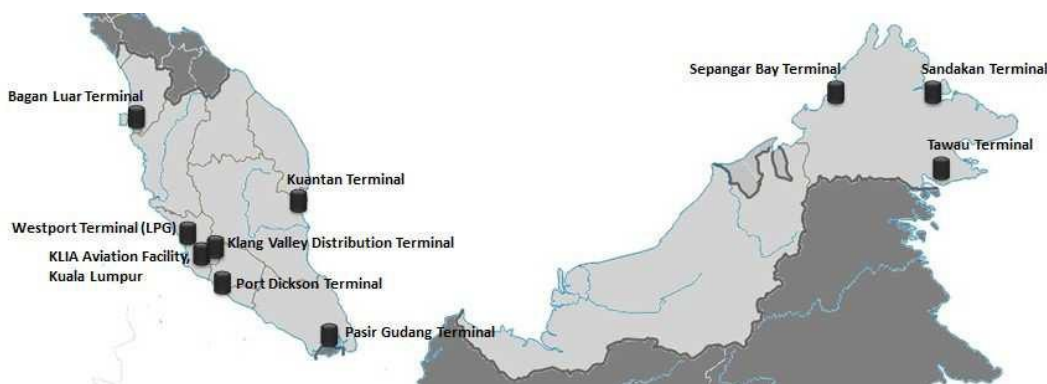 Sepangar Bay Terminal
Sandakan Terminal
Bagan Luar Terminal
Tawau Terminal
Kuantan Terminal
Westport Terminal (LPG)
Klang Valley Distribution Terminal
KLIA Aviation Facility,
Kuala Lumpur
Port Dickson Terminal
Pasir Gudang Terminal